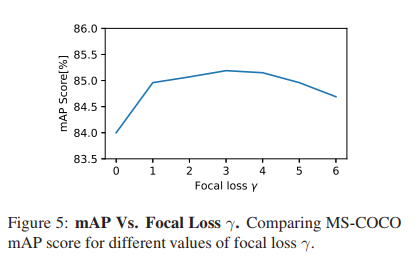 86.0
85.5
85.0
84.5
84.0
83.5
mAP Score[%]
0 1 2 3 4 5 6
Focal loss γ
Figure 5: mAP Vs. Focal Loss γ. Comparing MS-COCO
mAP score for different values of focal loss γ.